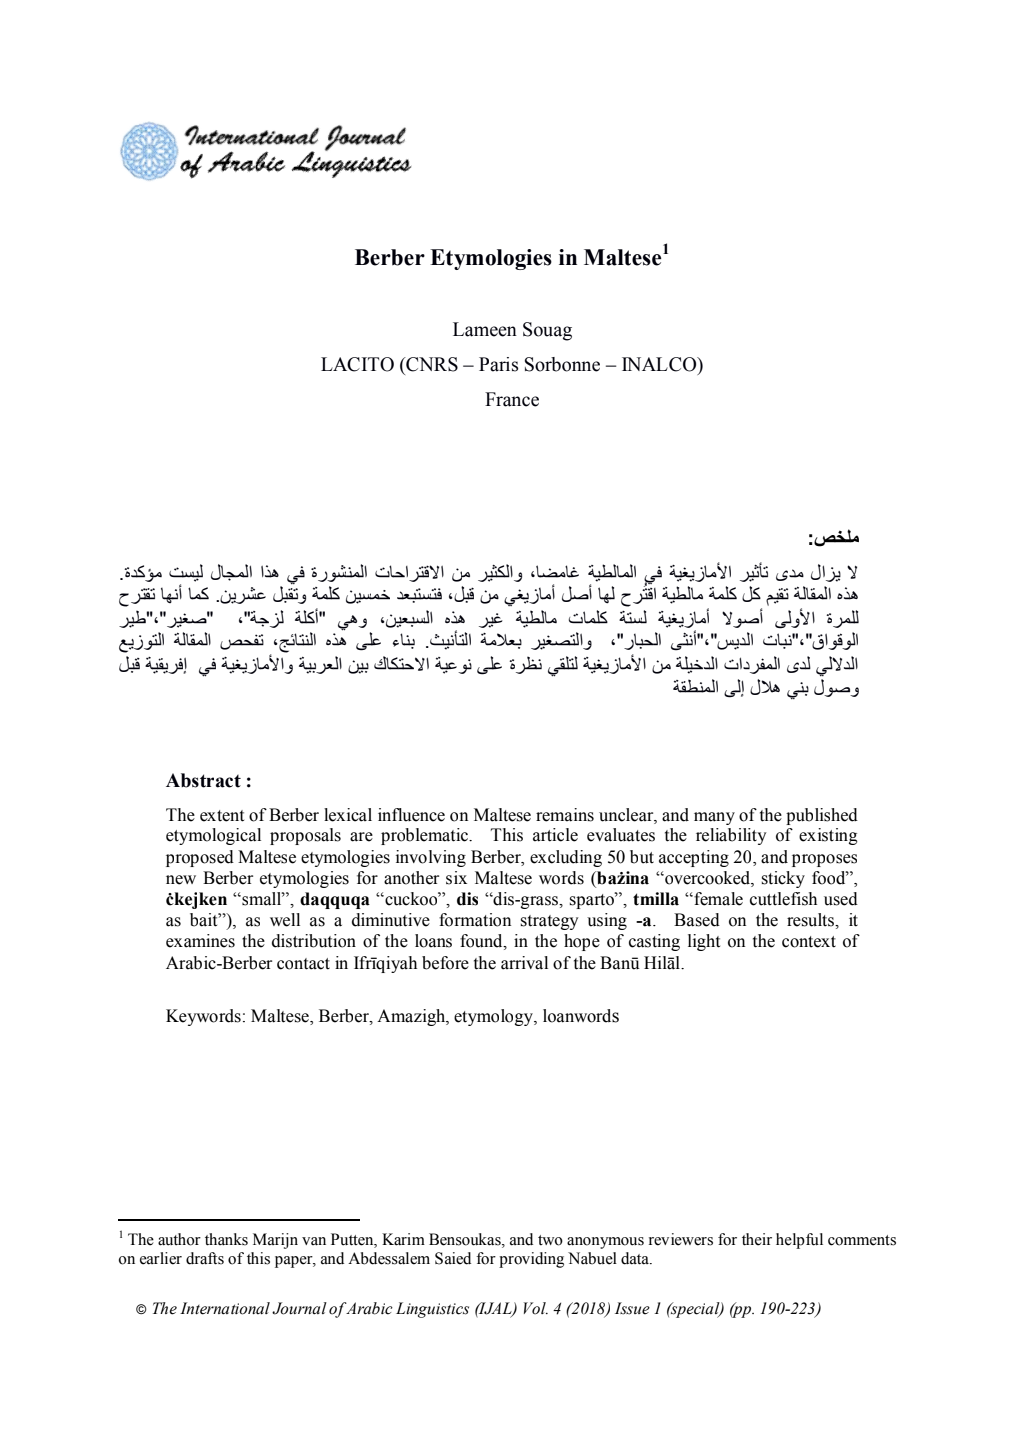 International Journal
of Arabic Linguistics
Berber Etymologies in Maltese1
Lameen Souag
LACITO (CNRS – Paris Sorbonne – INALCO)
France
ملخص:
لا يزال مدى تأثير الأمازيغية في المالطية غامضا، والكثير من الاقتراحات المنشورة في هذا المجال ليست مؤكدة.
هذه المقالة تقيم كل كلمة مالطية اقتُرح لها أصل أمازيغي من قبل، فتستبعد خمسين كلمة وتقبل عشرين. كما أنها تقترح
للمرة الأولى أصولا أمازيغية لستة كلمات مالطية غير هذه السبعين، وهي "أكلة لزجة"، "صغير"،"طير
الوقواق"،"نبات الديس"،"أنثى الحبار"، والتصغير بعلامة التأنيث. بناء على هذه النتائج، تفحص المقالة التوزيع
الدلالي لدى المفردات الدخيلة من الأمازيغية لتلقي نظرة على نوعية الاحتكاك بين العربية والأمازيغية في إفريقية قبل
وصول بني هلال إلى المنطقة
Abstract :
The extent of Berber lexical influence on Maltese remains unclear, and many of the published
etymological proposals are problematic. This article evaluates the reliability of existing
proposed Maltese etymologies involving Berber, excluding 50 but accepting 20, and proposes
new Berber etymologies for another six Maltese words (bażina “overcooked, sticky food”,
ċkejken “small”, daqquqa “cuckoo”, dis “dis-grass, sparto”, tmilla “female cuttlefish used
as bait”), as well as a diminutive formation strategy using -a. Based on the results, it
examines the distribution of the loans found, in the hope of casting light on the context of
Arabic-Berber contact in Ifrīqiyah before the arrival of the Banū Hilāl.
Keywords: Maltese, Berber, Amazigh, etymology, loanwords
1 The author thanks Marijn van Putten, Karim Bensoukas, and two anonymous reviewers for their helpful comments
on earlier drafts of this paper, and Abdessalem Saied for providing Nabuel data.
© The International Journal of Arabic Linguistics (IJAL) Vol. 4 (2018) Issue 1 (special) (pp. 190-223)